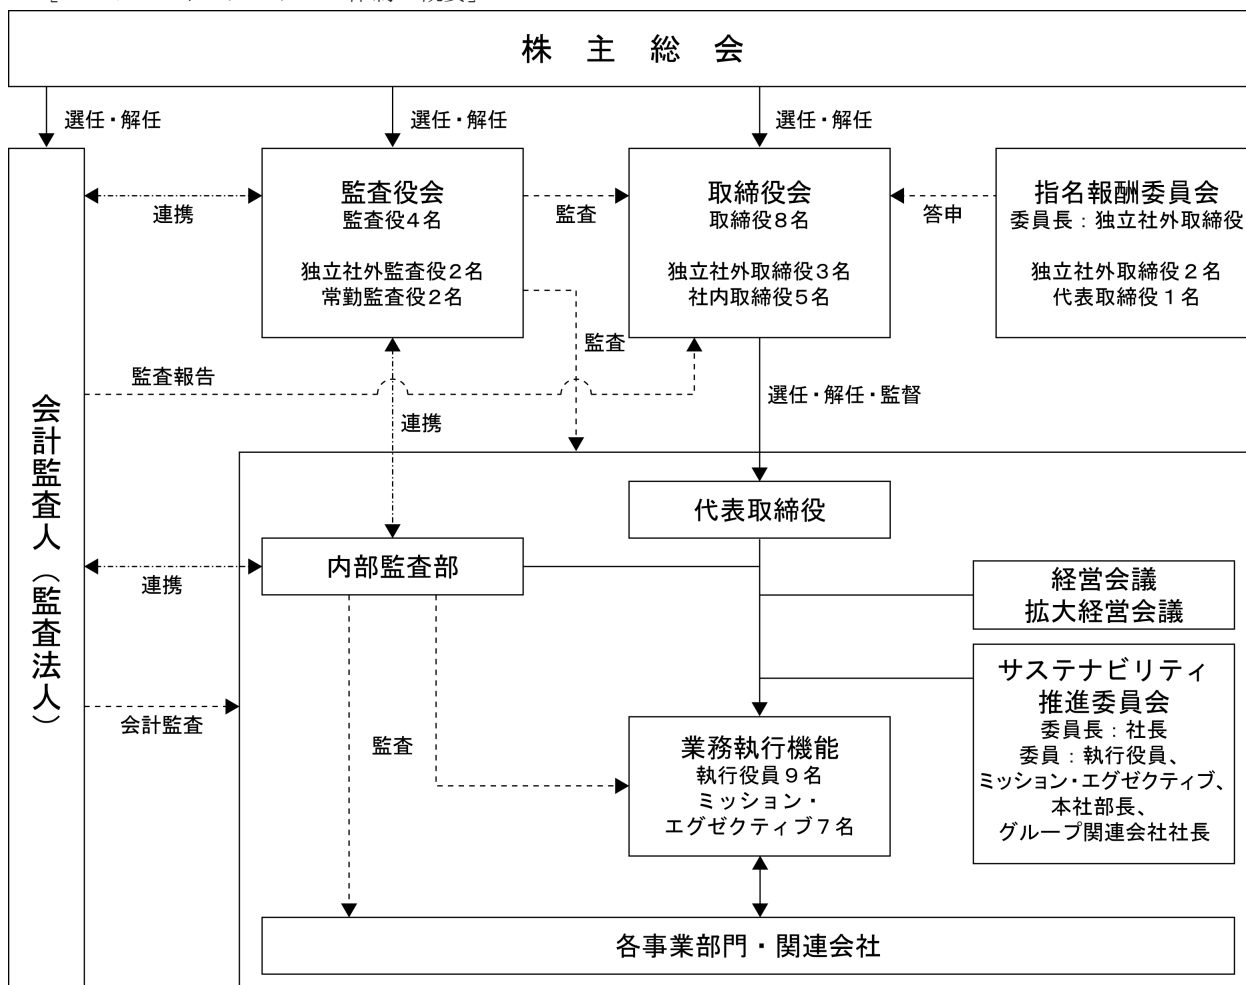 株主総会
選任・解任
選任・解任
選任・解任
監査役会
監査役4名
独立社外監査役2名
常勤監査役2名
取締役会
取締役8名
独立社外取締役3名
社内取締役5名
指名報酬委員会
委員長：独立社外取締役
独立社外取締役2名
代表取締役1名
連携
監査
答申
監査
監査報告
連携
選任・解任・監督
会計監査人（監査法人）
代表取締役
内部監査部
連携
経営会議
拡大経営会議
サステナビリティ
推進委員会
委員長：社長
委員：執行役員、
ミッション・エグゼクティブ、
本社部長、
グループ関連会社社長
会計監査
監査
業務執行機能
執行役員9名
ミッション・
エグゼクティブ7名
各事業部門・関連会社